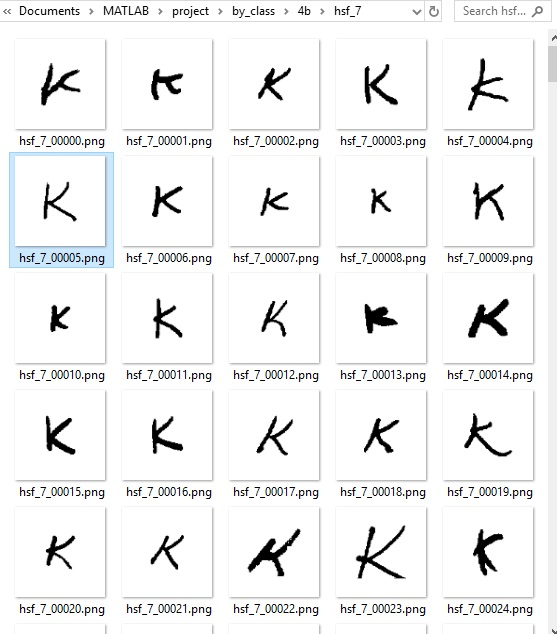 « Documents > MATLAB > project > by_class > 4b > hsf_7 Search hsf...
K K K K K
hsf_7_00000.png hsf_7_00001.png hsf_7_00002.png hsf_7_00003.png hsf_7_00004.png
K K K K K
hsf_7_00005.png hsf_7_00006.png hsf_7_00007.png hsf_7_00008.png hsf_7_00009.png
K K K K K
hsf_7_00010.png hsf_7_00011.png hsf_7_00012.png hsf_7_00013.png hsf_7_00014.png
K K K K K
hsf_7_00015.png hsf_7_00016.png hsf_7_00017.png hsf_7_00018.png hsf_7_00019.png
K K K K K
hsf_7_00020.png hsf_7_00021.png hsf_7_00022.png hsf_7_00023.png hsf_7_00024.png